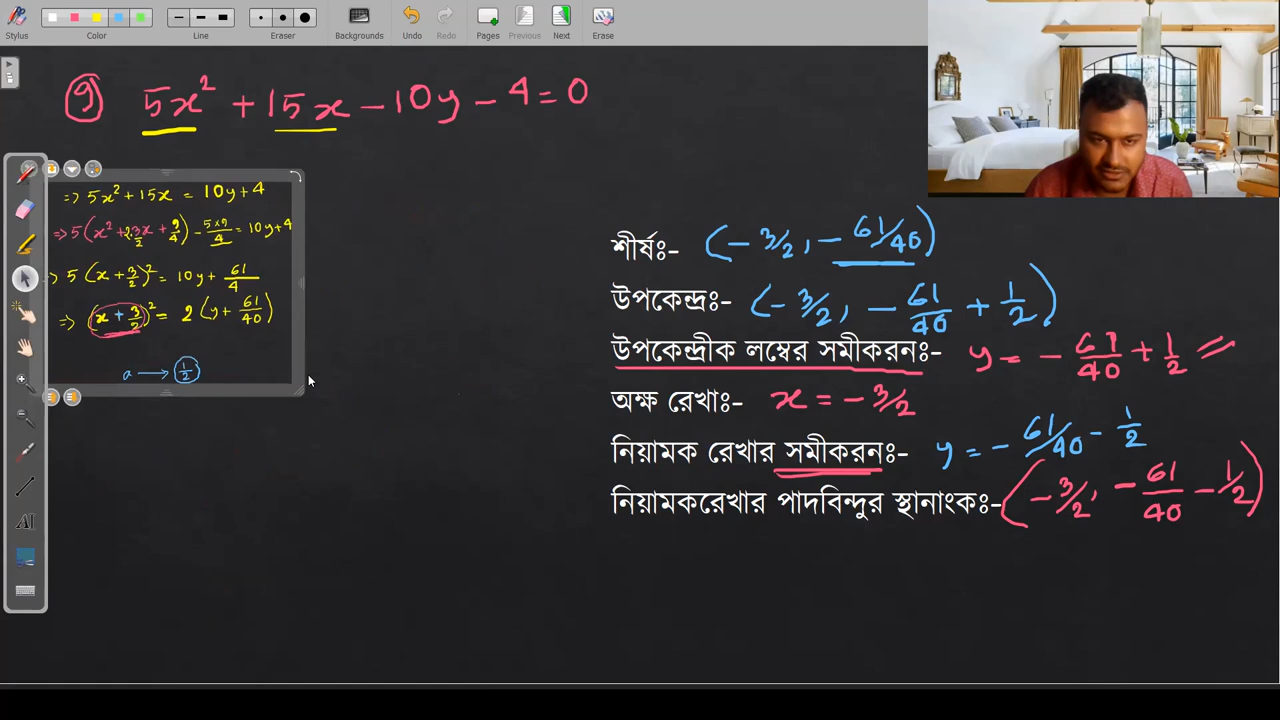 Stylus Color Line Eraser Backgrounds Undo Redo Pages Previous Next Erase
9) 5x² + 15x - 10y - 4 = 0
=> 5x² + 15x = 10y + 4
=> 5(x² + 2.3/2x + 9/4) - 5×9/4 = 10y + 4
=> 5(x + 3/2)² = 10y + 61/4
=> (x + 3/2)² = 2(y + 61/40)
a → 1/2
শীর্ষঃ- (-3/2, -61/40)
উপকেন্দ্রঃ- (-3/2, -61/40 + 1/2)
উপকেন্দ্রীক লম্বের সমীকরনঃ- y = -61/40 + 1/2 //
অক্ষ রেখাঃ- x = -3/2
নিয়ামক রেখার সমীকরনঃ- y = -61/40 - 1/2
নিয়ামকরেখার পাদবিন্দুর স্থানাংকঃ- (-3/2, -61/40 - 1/2)